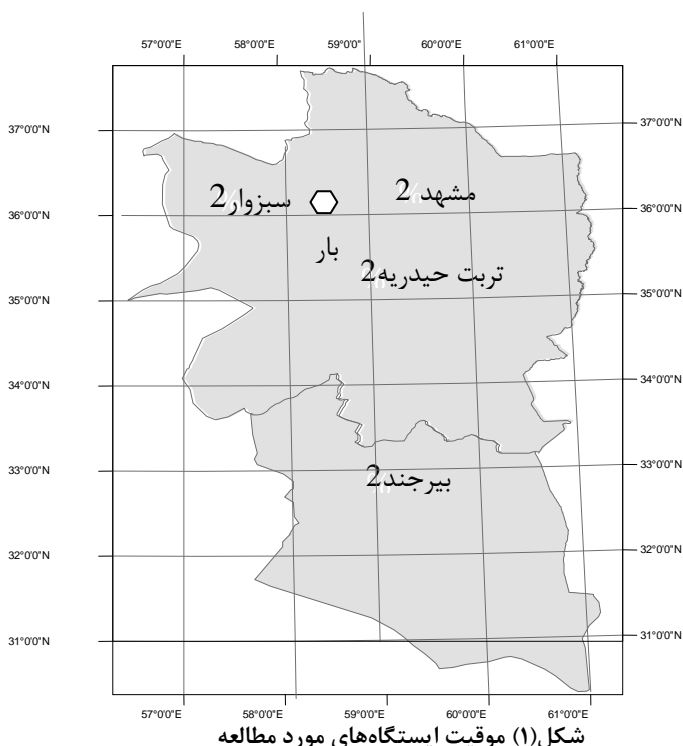 57°0'0"E 58°0'0"E 59°0'0" 60°0'0"E 61°0'0"E
37°0'0"N 37°0'0"N
سبزوار2 مشهد2
36°0'0"N 36°0'0"N
بار
تربت حیدریه2
35°0'0"N 35°0'0"N
34°0'0"N 34°0'0"N
33°0'0"N 33°0'0"N
بیرجند2
32°0'0"N 32°0'0"N
31°0'0"N 31°0'0"N
57°0'0"E 58°0'0"E 59°0'0"E 60°0'0"E 61°0'0"E
شکل(۱) موقیت ایستگاه‌های مورد مطالعه